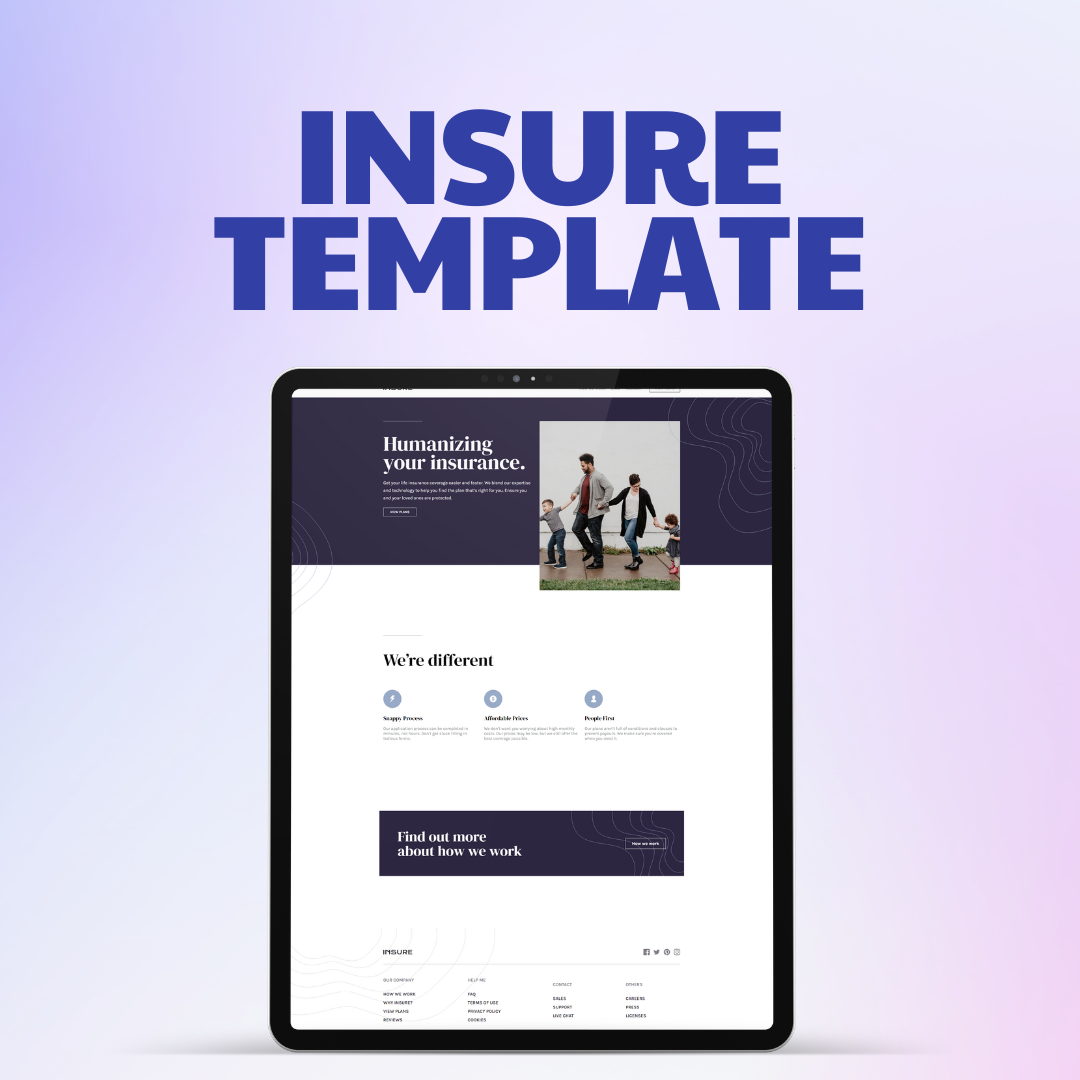 INSURE
TEMPLATE
Humanizing
your insurance.
Get your life insurance coverage easier and faster. We blend our expertise
and technology to help you find the plan that's right for you. Ensure you
and your loved ones are protected.
VIEW PLANS
We're different
Snappy Process
Affordable Prices
People First
Our application process can be completed in
minutes, not hours. Don't get stuck filling in
tedious forms.
We don't want you worrying about high monthly
costs. Our prices may be low, but we still offer the
best coverage possible.
Our plans aren't full of conditions and clauses to
prevent payouts. We make sure you're covered
when you need it.
Find out more
about how we work
How we work
INSURE
OUR COMPANY
HOW WE WORK
WHY INSURE?
VIEW PLANS
REVIEWS
HELP ME
FAQ
TERMS OF USE
PRIVACY POLICY
COOKIES
CONTACT
SALES
SUPPORT
LIVE CHAT
OTHERS
CAREERS
PRESS
LICENSES